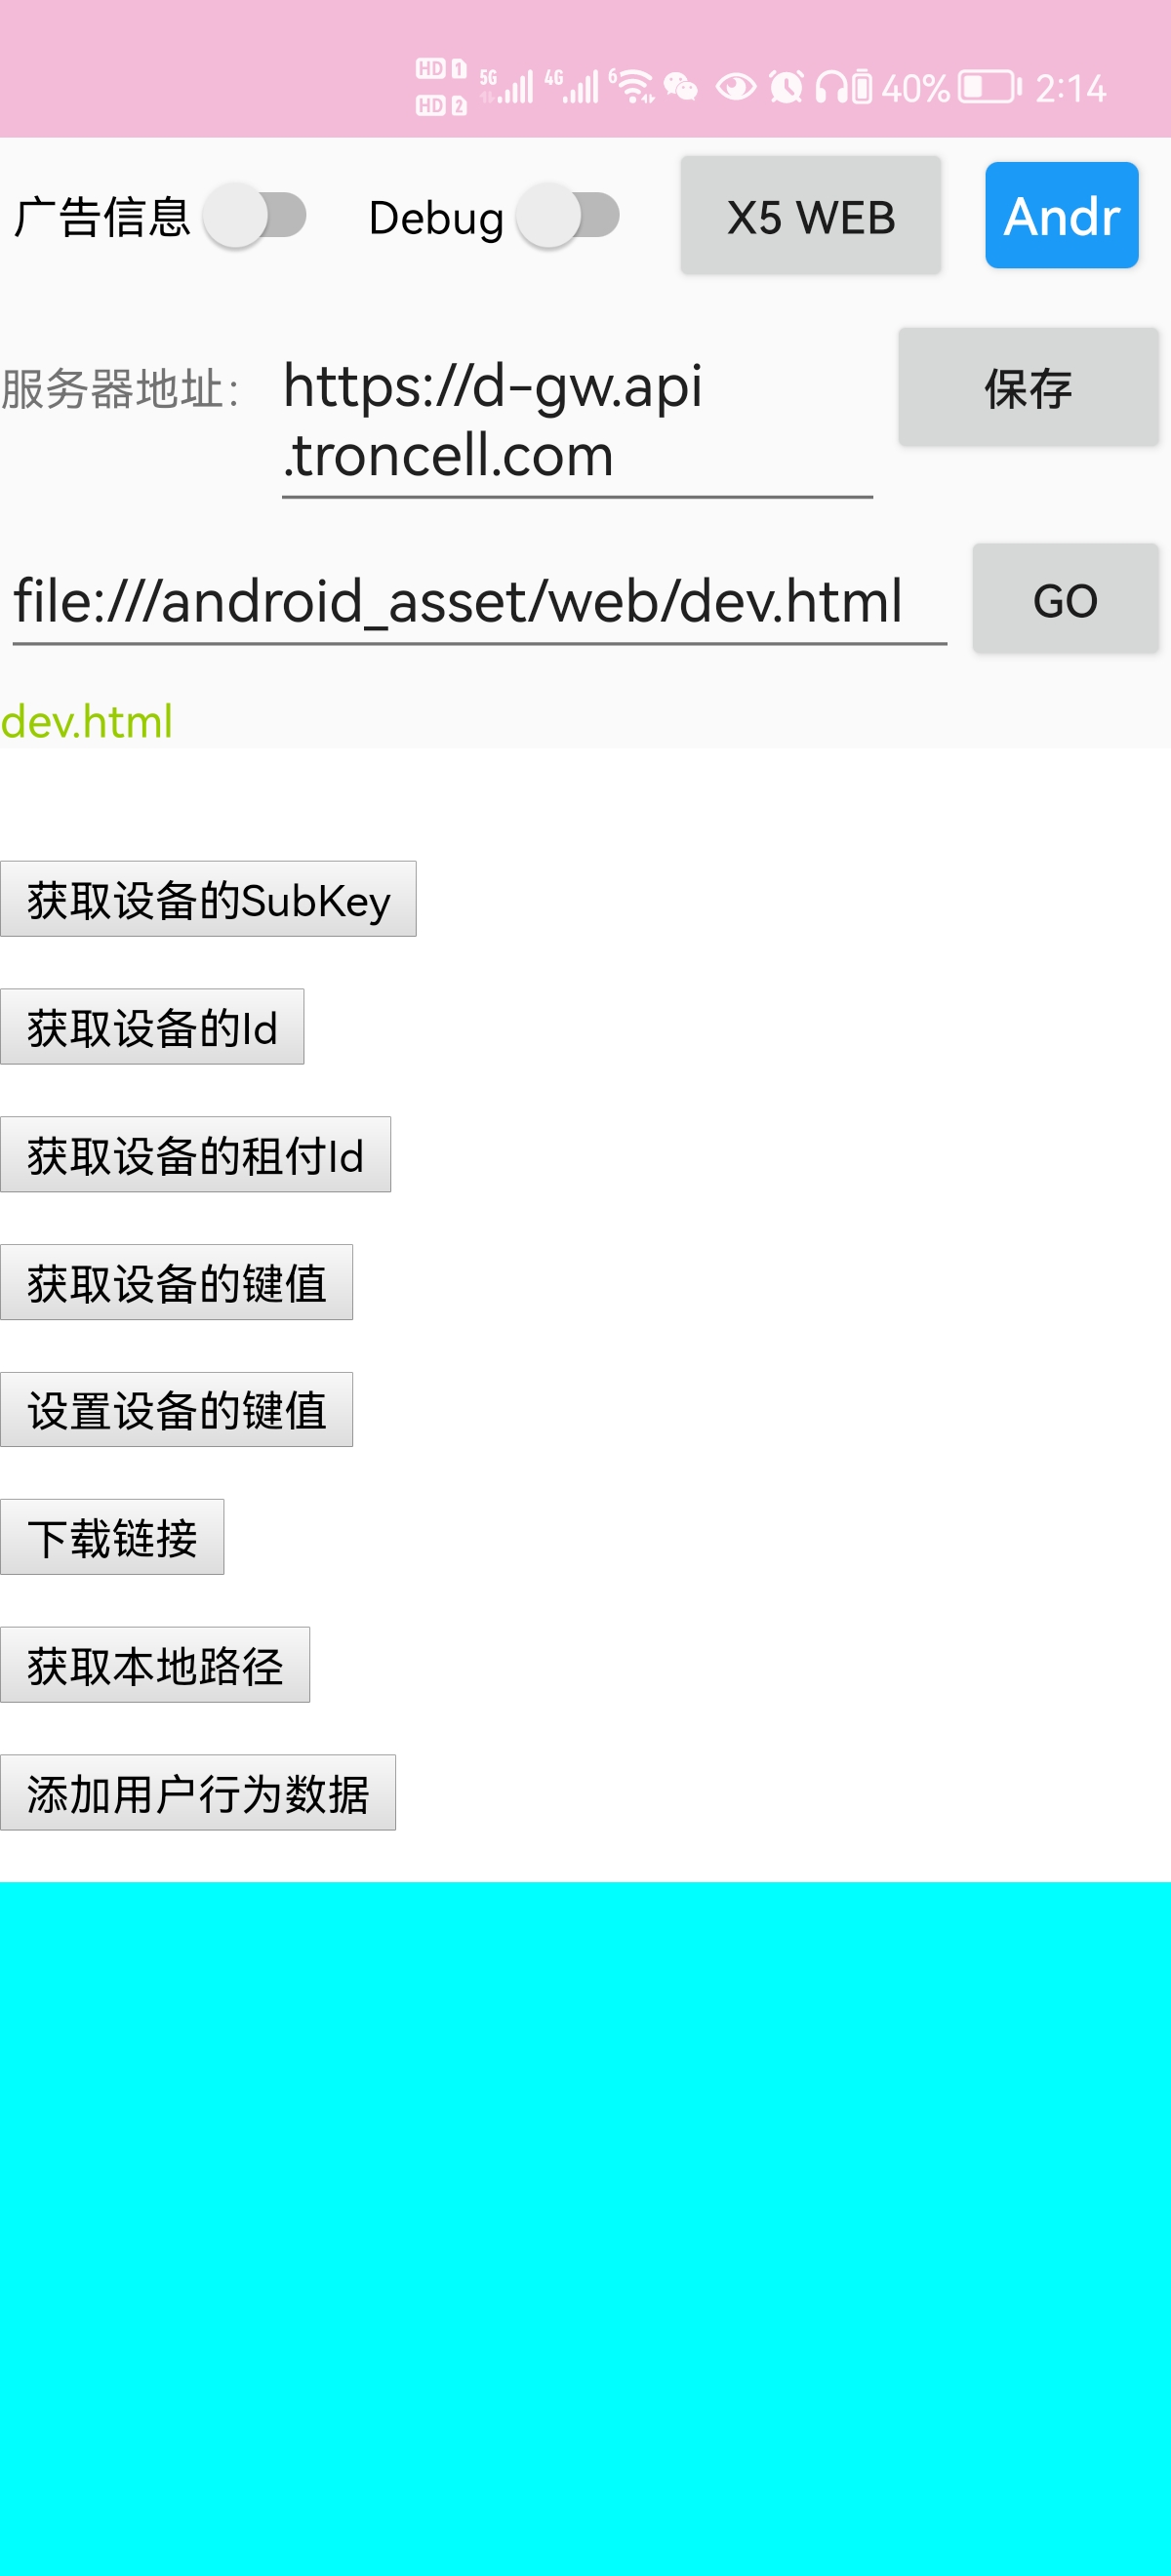 HD 1 5G 4G 6 40% 2:14
HD 2
广告信息 Debug X5 WEB Andr
服务器地址: https://d-gw.api 保存
.troncell.com
file:///android_asset/web/dev.html GO
dev.html
获取设备的SubKey
获取设备的Id
获取设备的租付Id
获取设备的键值
设置设备的键值
下载链接
获取本地路径
添加用户行为数据